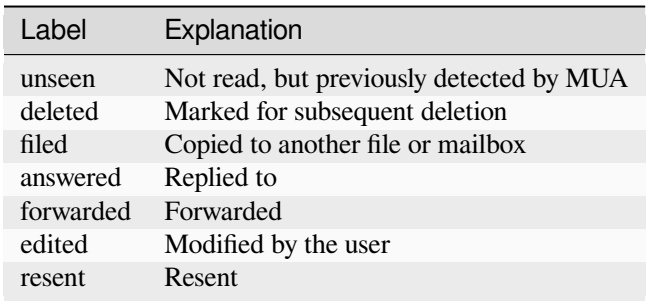 Label Explanation
unseen Not read, but previously detected by MUA
deleted Marked for subsequent deletion
filed Copied to another file or mailbox
answered Replied to
forwarded Forwarded
edited Modified by the user
resent Resent